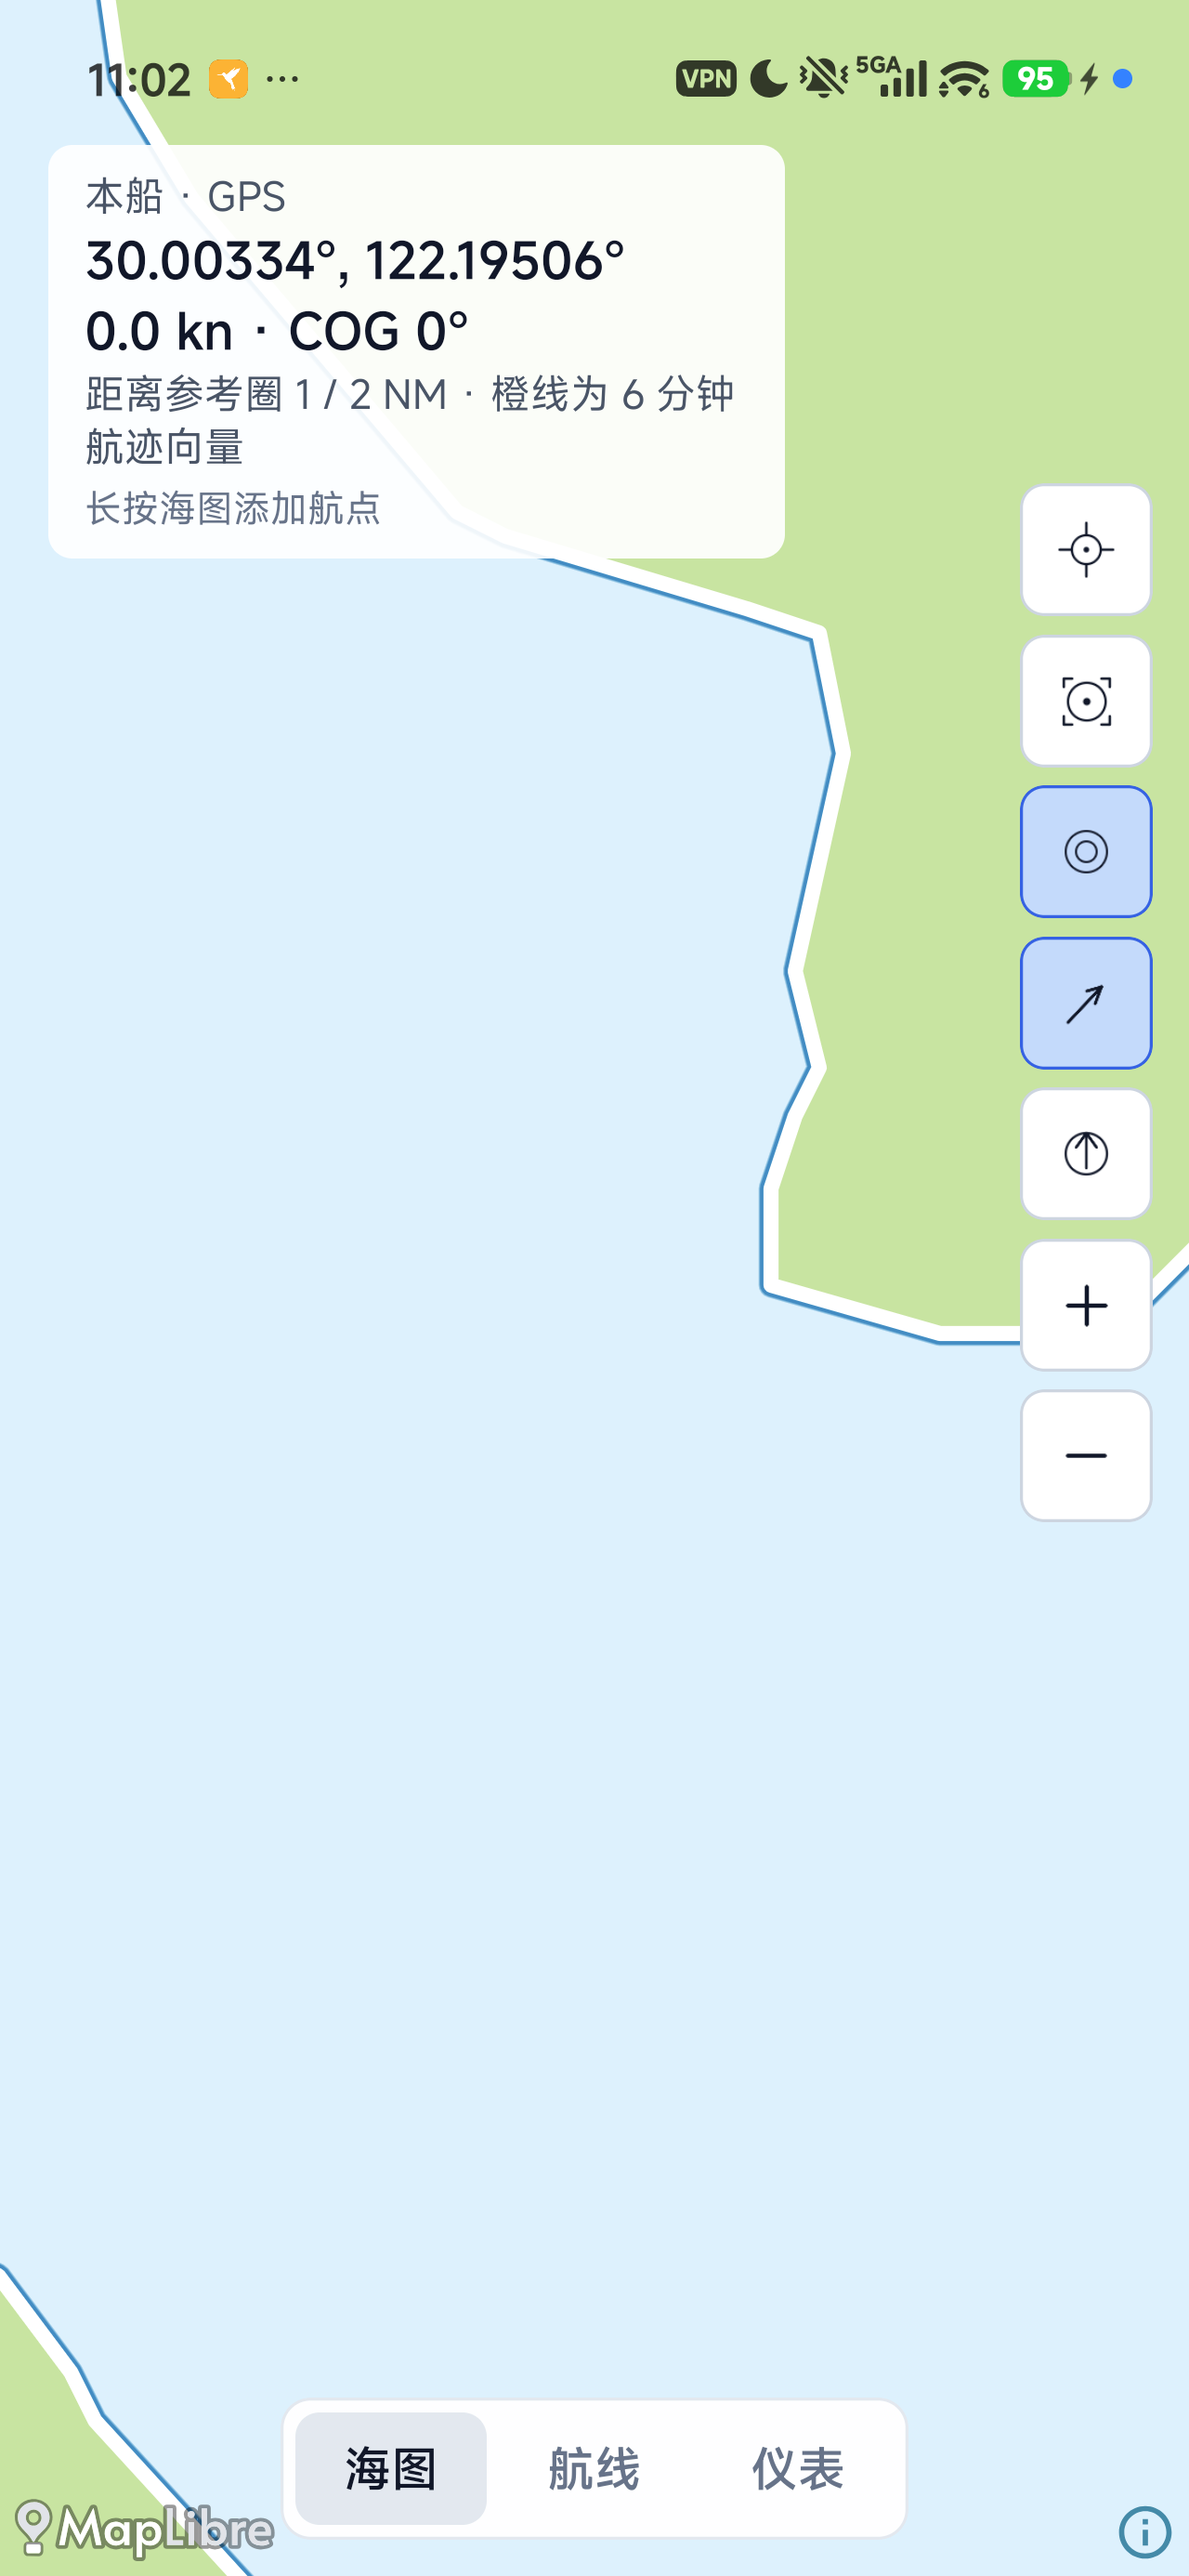 11:02 ... VPN 5GA 6 95
本船 · GPS
30.00334°, 122.19506°
0.0 kn · COG 0°
距离参考圈 1 / 2 NM · 橙线为 6 分钟
航迹向量
长按海图添加航点
海图 航线 仪表
MapLibre